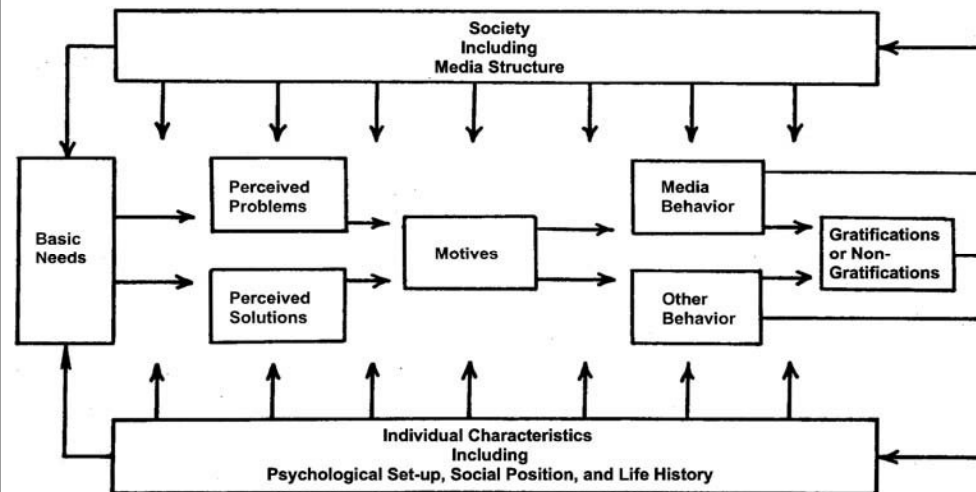 Society
Including
Media Structure
Perceived
Problems
Media
Behavior
Basic
Needs
Motives
Gratifications
or Non-
Gratifications
Perceived
Solutions
Other
Behavior
Individual Characteristics
Including
Psychological Set-up, Social Position, and Life History